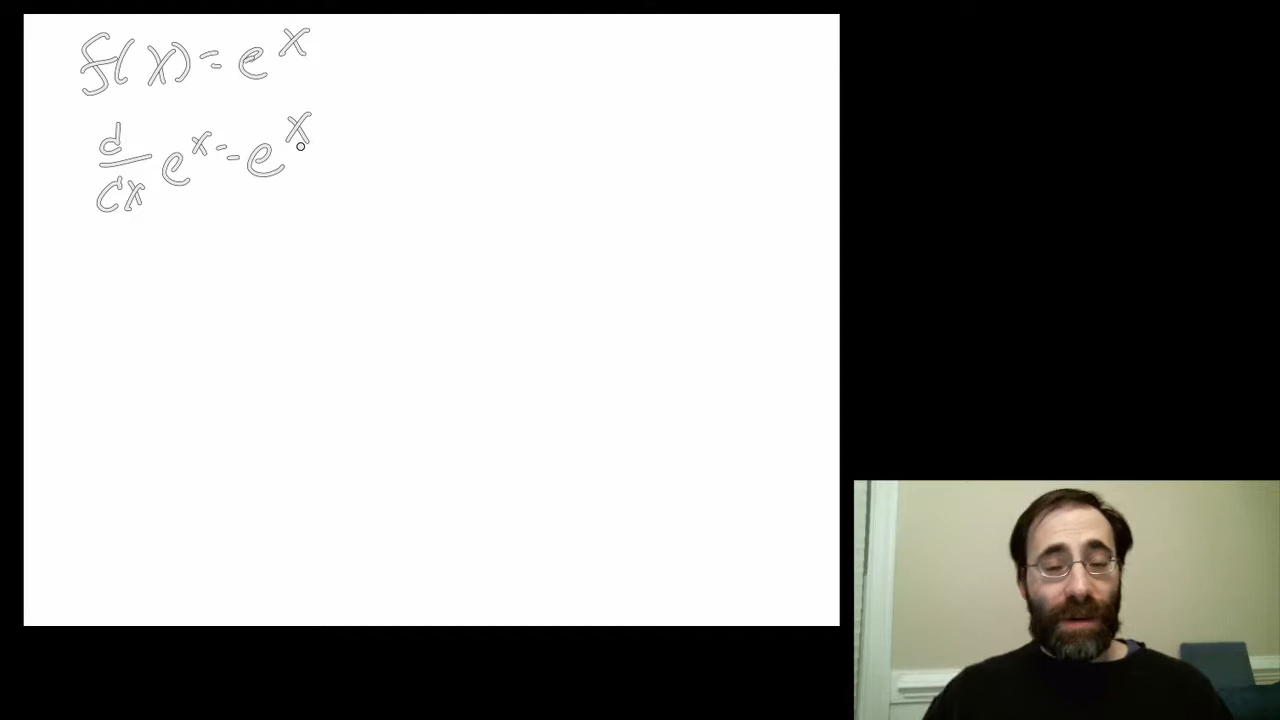 f(x) = e^x
d/dx e^x = e^x